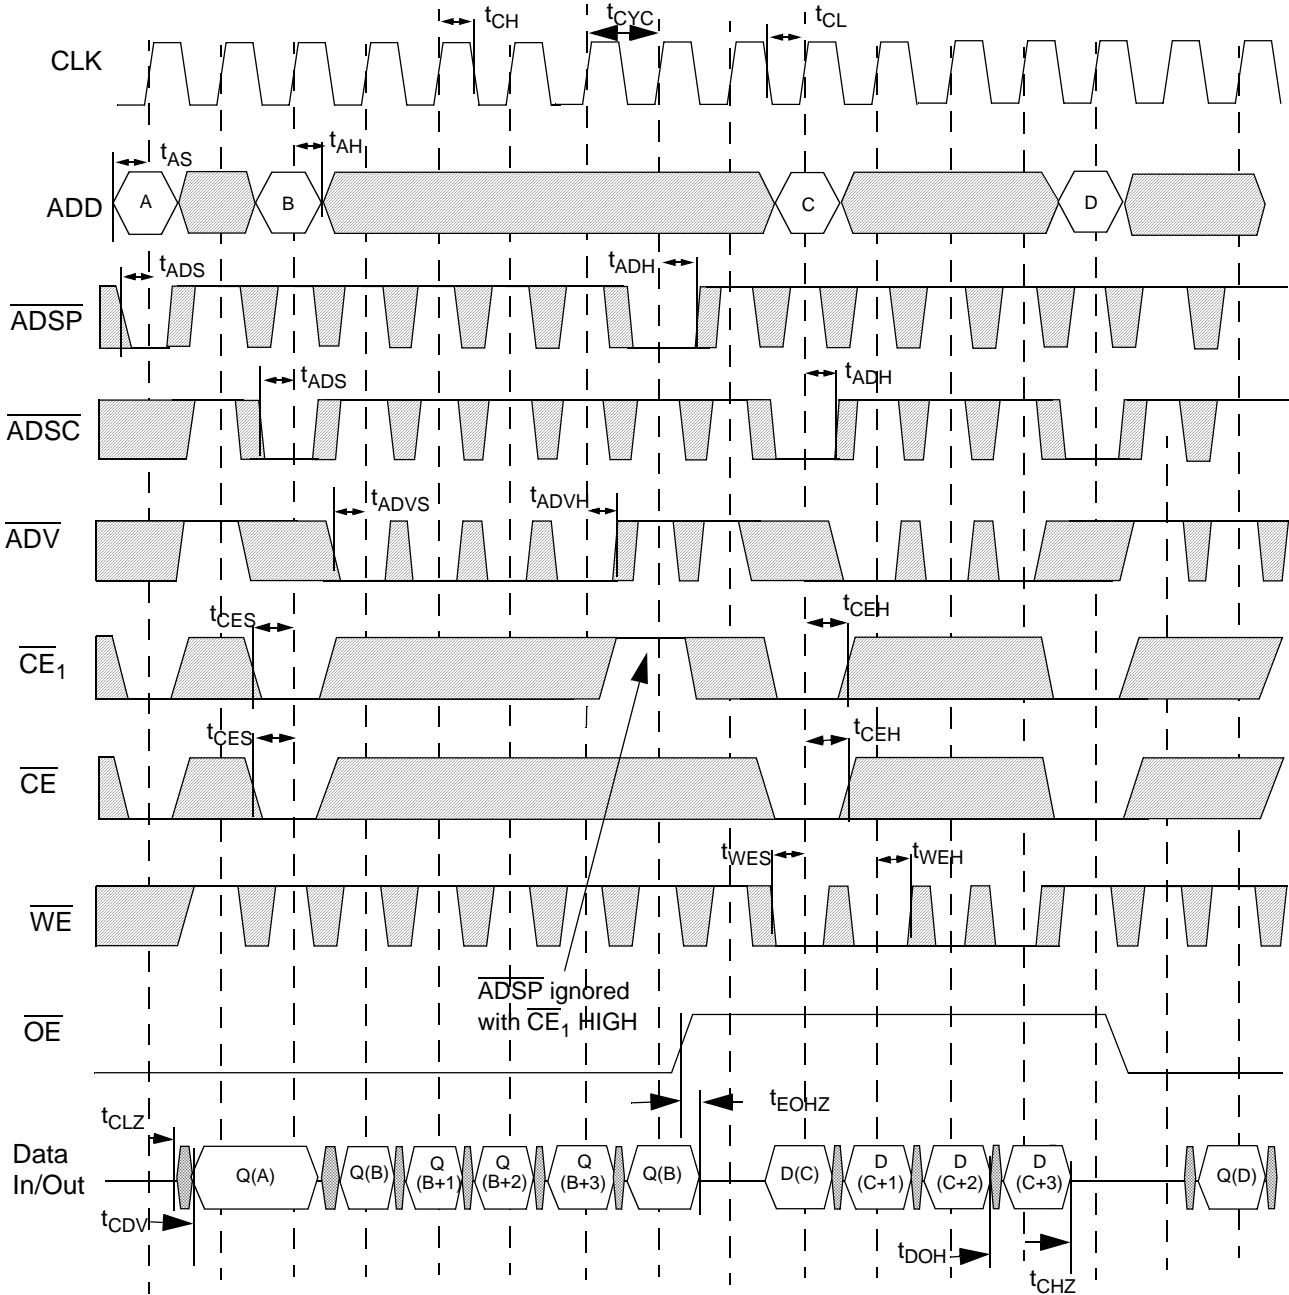 tCH tCYC tCL
CLK
tAS tAH
ADD A B C D
tADS tADH
ADSP
tADS tADH
ADSC
tADVS tADVH
ADV
tCES tCEH
CE1
tCES tCEH
CE
tWES tWEH
WE
ADSP ignored
with CE1 HIGH
OE
tCLZ tEOHZ
Data
In/Out
Q(A) Q(B) Q
(B+1) Q
(B+2) Q
(B+3) Q(B) D(C) D
(C+1) D
(C+2) D
(C+3) Q(D)
tCDV tDOH tCHZ